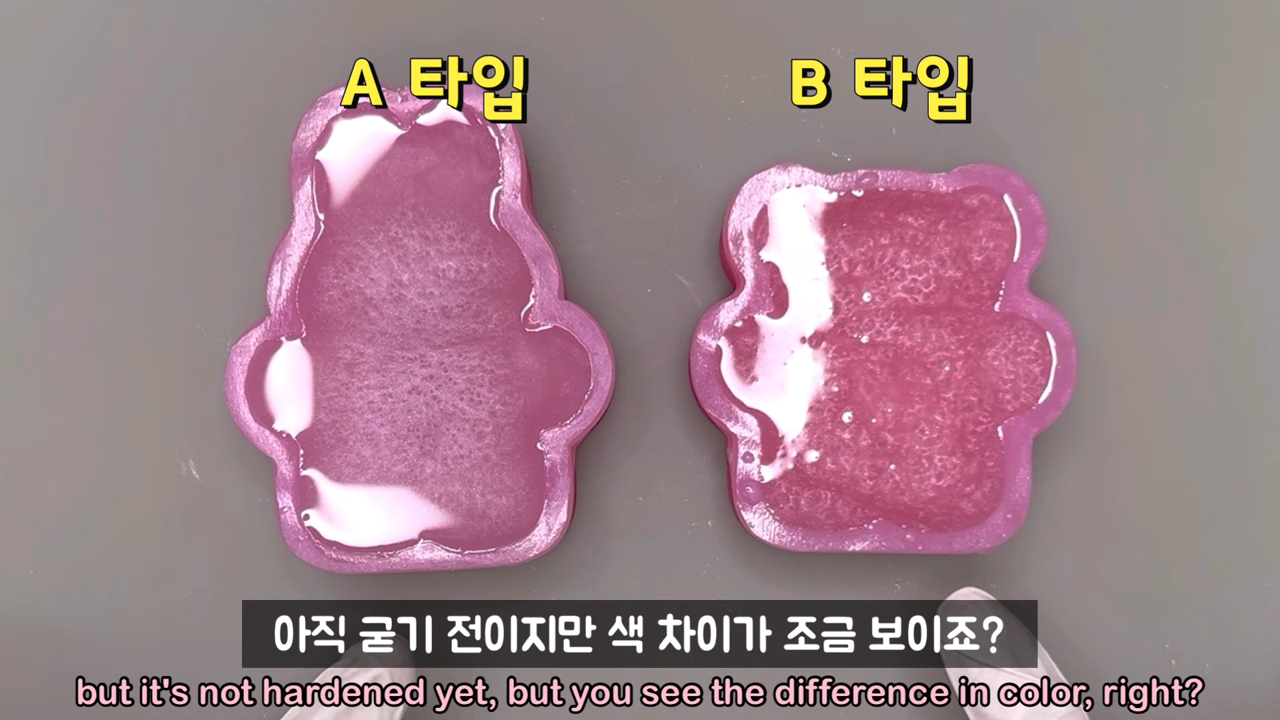 A 타입
B 타입
아직 굳기 전이지만 색 차이가 조금 보이죠?
but it's not hardened yet, but you see the difference in color, right?